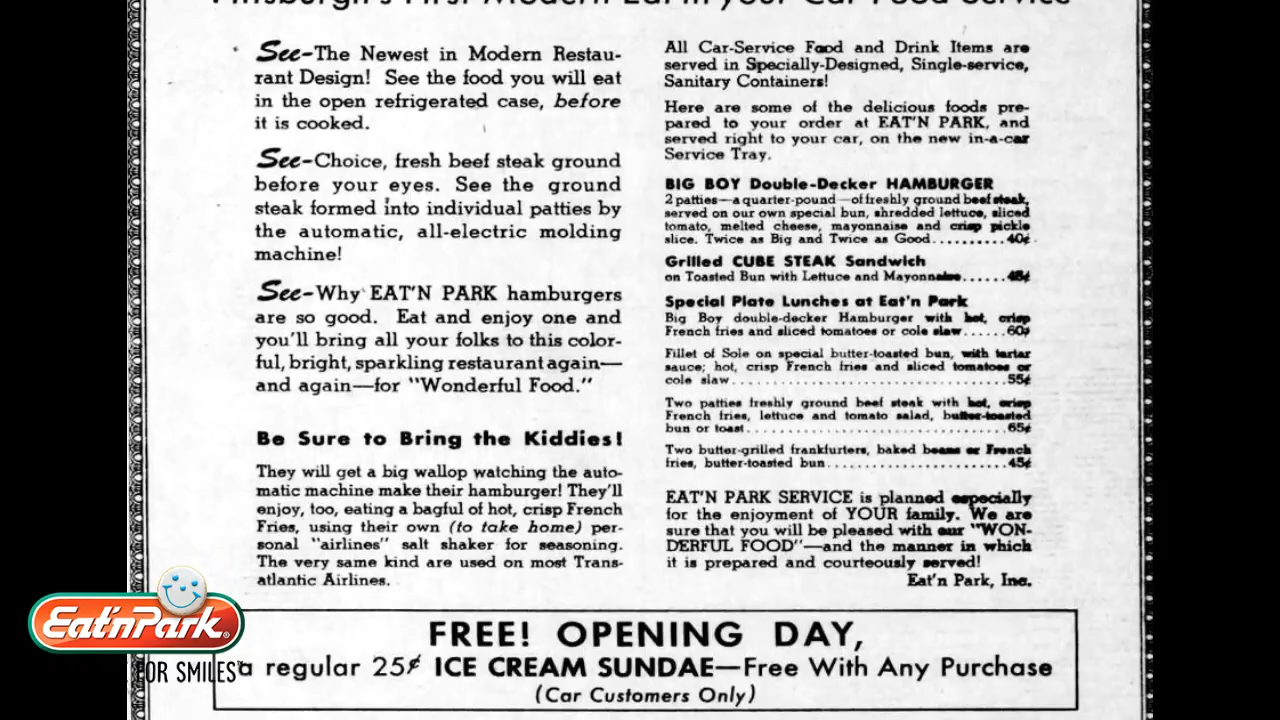 Pittsburgh's First Modern Eat in your Car Food Service
See-The Newest in Modern Restau-
rant Design! See the food you will eat
in the open refrigerated case, before
it is cooked.
See-Choice, fresh beef steak ground
before your eyes. See the ground
steak formed into individual patties by
the automatic, all-electric molding
machine!
See-Why EAT'N PARK hamburgers
are so good. Eat and enjoy one and
you'll bring all your folks to this color-
ful, bright, sparkling restaurant again—
and again—for "Wonderful Food."
Be Sure to Bring the Kiddies!
They will get a big wallop watching the auto-
matic machine make their hamburger! They'll
enjoy, too, eating a bagful of hot, crisp French
Fries, using their own (to take home) per-
sonal "airlines" salt shaker for seasoning.
The very same kind are used on most Trans-
atlantic Airlines.
All Car-Service Food and Drink Items are
served in Specially-Designed, Single-service,
Sanitary Containers!
Here are some of the delicious foods pre-
pared to your order at EAT'N PARK, and
served right to your car, on the new in-a-car
Service Tray.
BIG BOY Double-Decker HAMBURGER
2 patties—a quarter-pound—of freshly ground beef steak,
served on our own special bun, shredded lettuce, sliced
tomato, melted cheese, mayonnaise and crisp pickle
slice. Twice as Big and Twice as Good..........40¢
Grilled CUBE STEAK Sandwich
on Toasted Bun with Lettuce and Mayonnaise......45¢
Special Plate Lunches at Eat'n Park
Big Boy double-decker Hamburger with hot, crisp
French fries and sliced tomatoes or cole slaw......60¢
Fillet of Sole on special butter-toasted bun, with tartar
sauce; hot, crisp French fries and sliced tomatoes or
cole slaw......................................55¢
Two patties freshly ground beef steak with hot, crisp
French fries, lettuce and tomato salad, butter-toasted
bun or toast....................................65¢
Two butter-grilled frankfurters, baked beans or French
fries, butter-toasted bun.........................45¢
EAT'N PARK SERVICE is planned especially
for the enjoyment of YOUR family. We are
sure that you will be pleased with our "WON-
DERFUL FOOD"—and the manner in which
it is prepared and courteously served!
Eat'n Park, Inc.
FREE! OPENING DAY,
a regular 25¢ ICE CREAM SUNDAE—Free With Any Purchase
(Car Customers Only)
Eat'nPark®
FOR SMILES